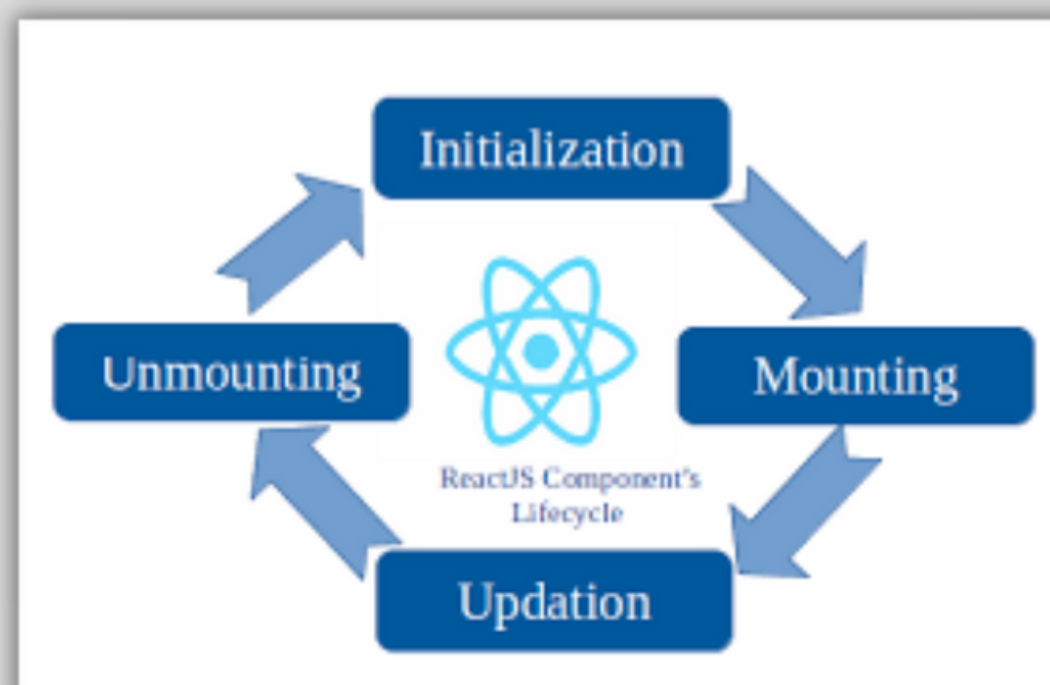 Initialization
Unmounting
Mounting
ReactJS Component's
Lifecycle
Updation